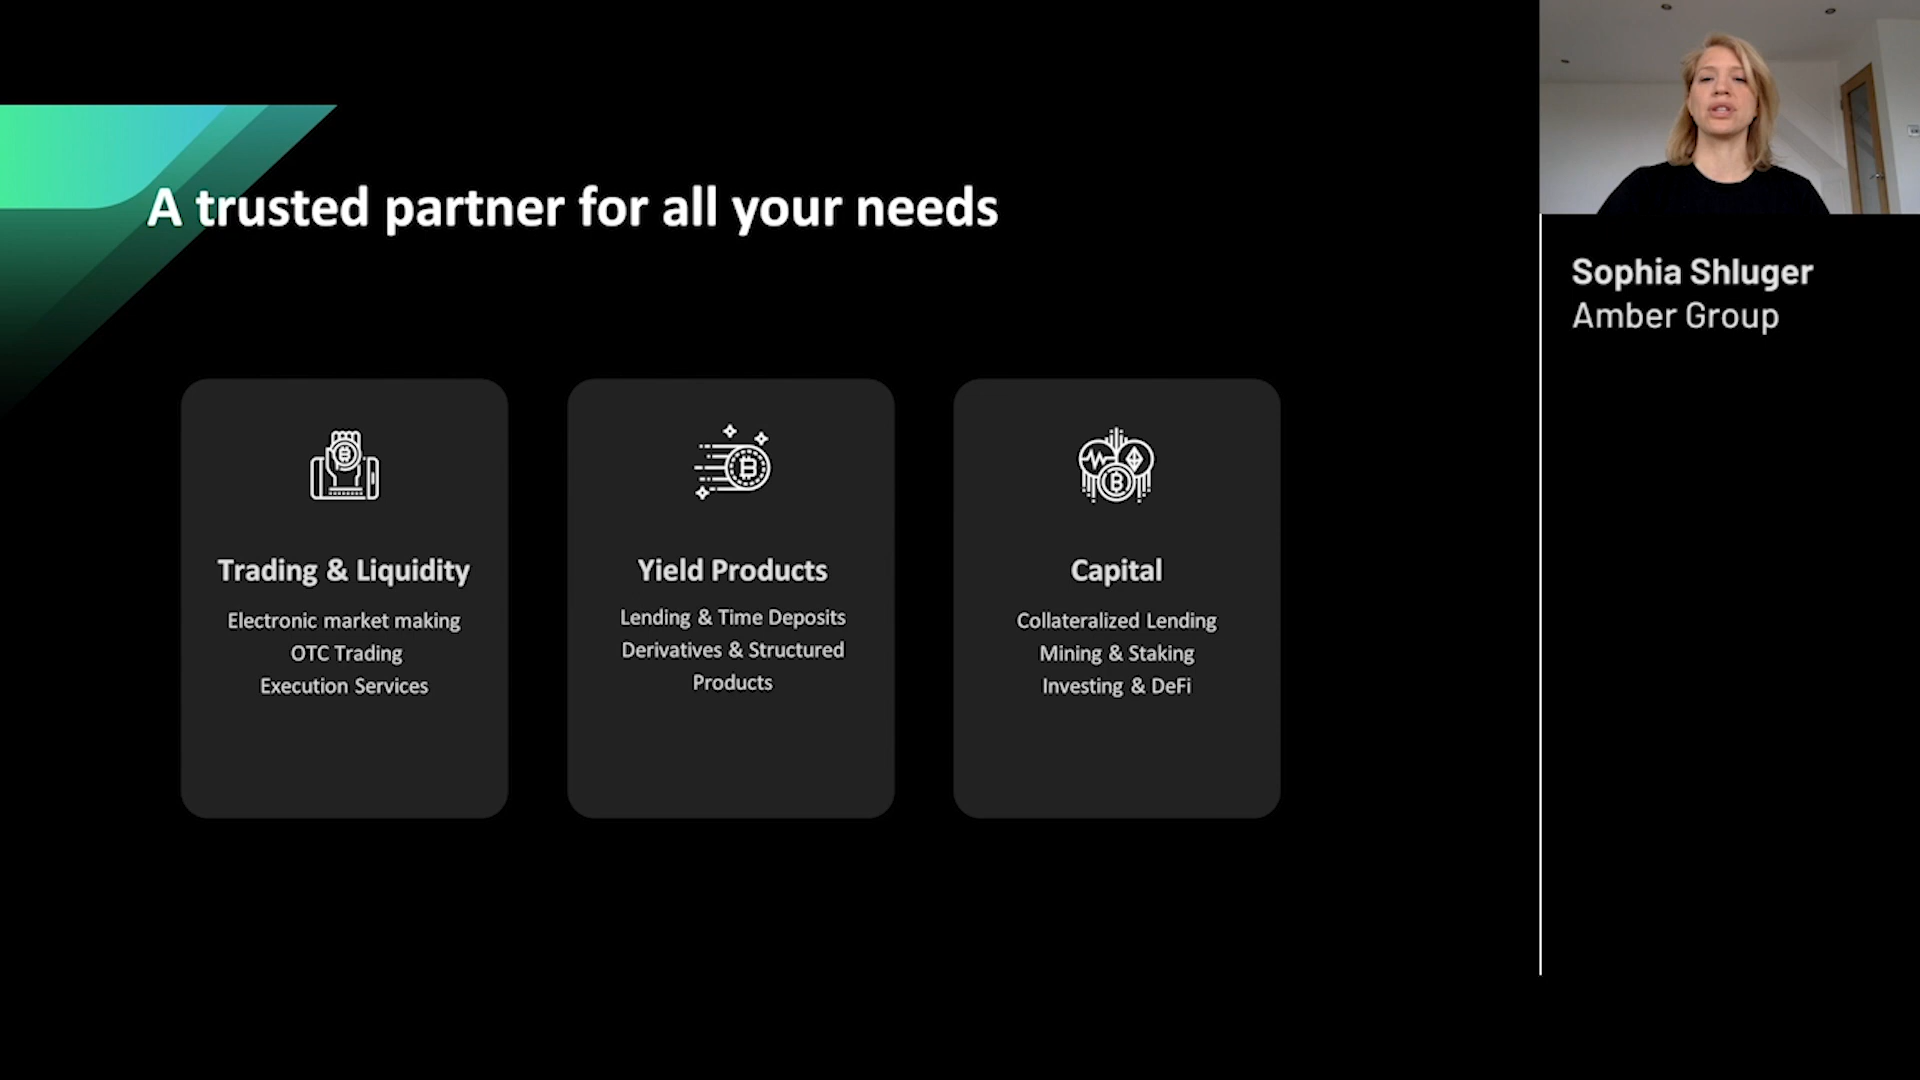 A trusted partner for all your needs
Sophia Shluger
Amber Group
Trading & Liquidity
Electronic market making
OTC Trading
Execution Services
Yield Products
Lending & Time Deposits
Derivatives & Structured
Products
Capital
Collateralized Lending
Mining & Staking
Investing & DeFi